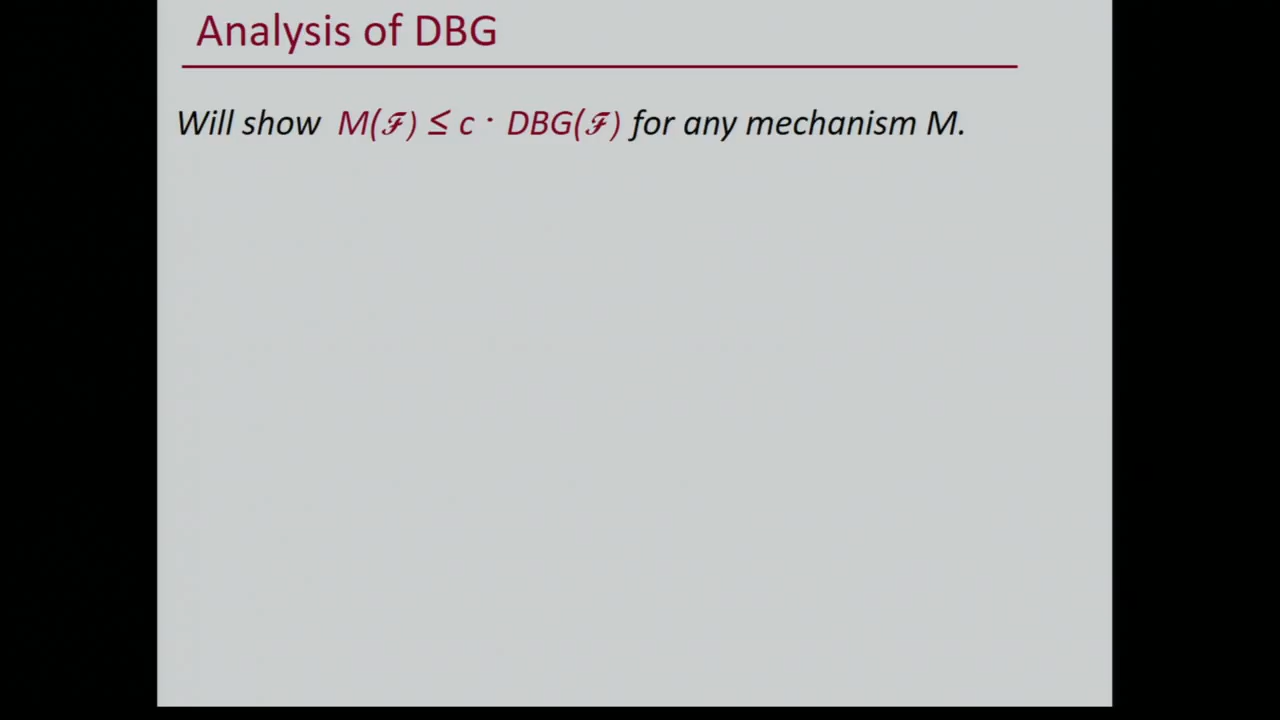 Analysis of DBG
Will show M(ℱ) ≤ c · DBG(ℱ) for any mechanism M.